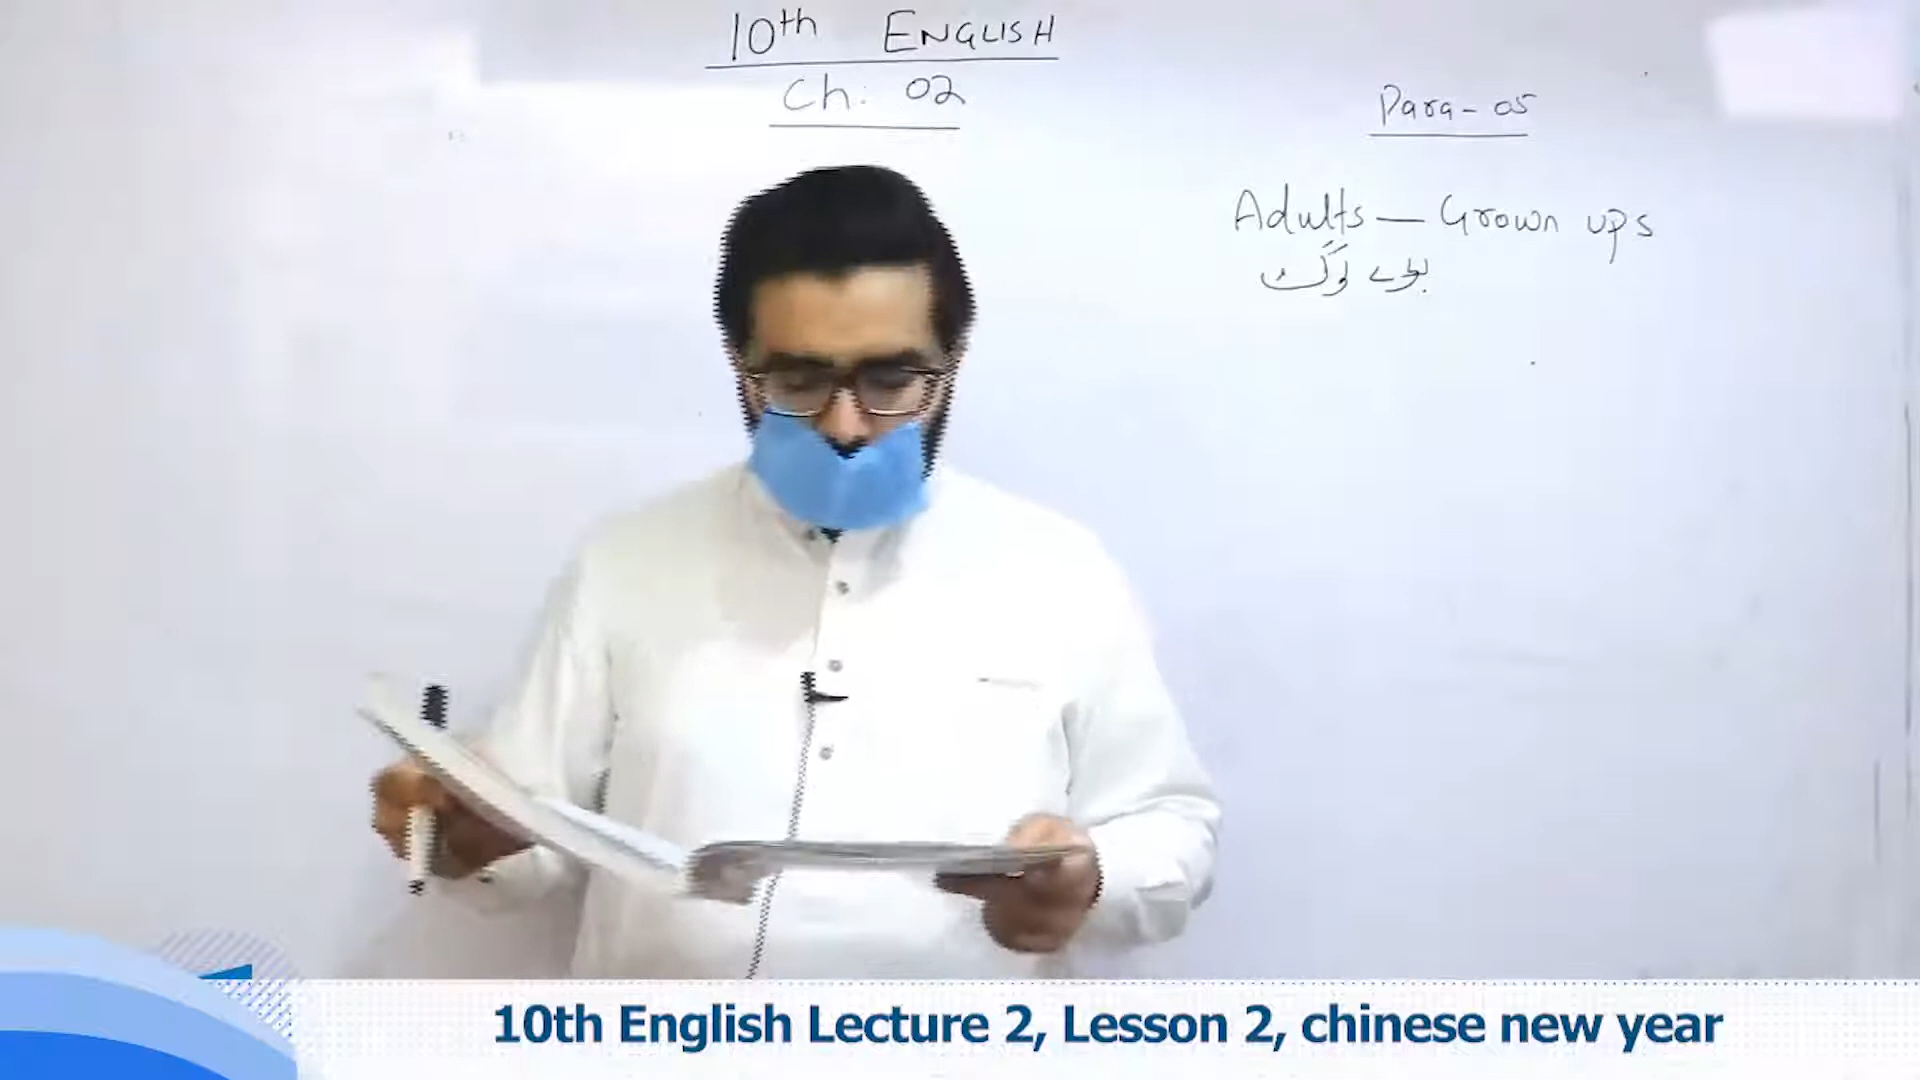 10th ENGLISH
Ch: 02
Para-05
Adults — Grown ups
بڑے لوگ
10th English Lecture 2, Lesson 2, chinese new year